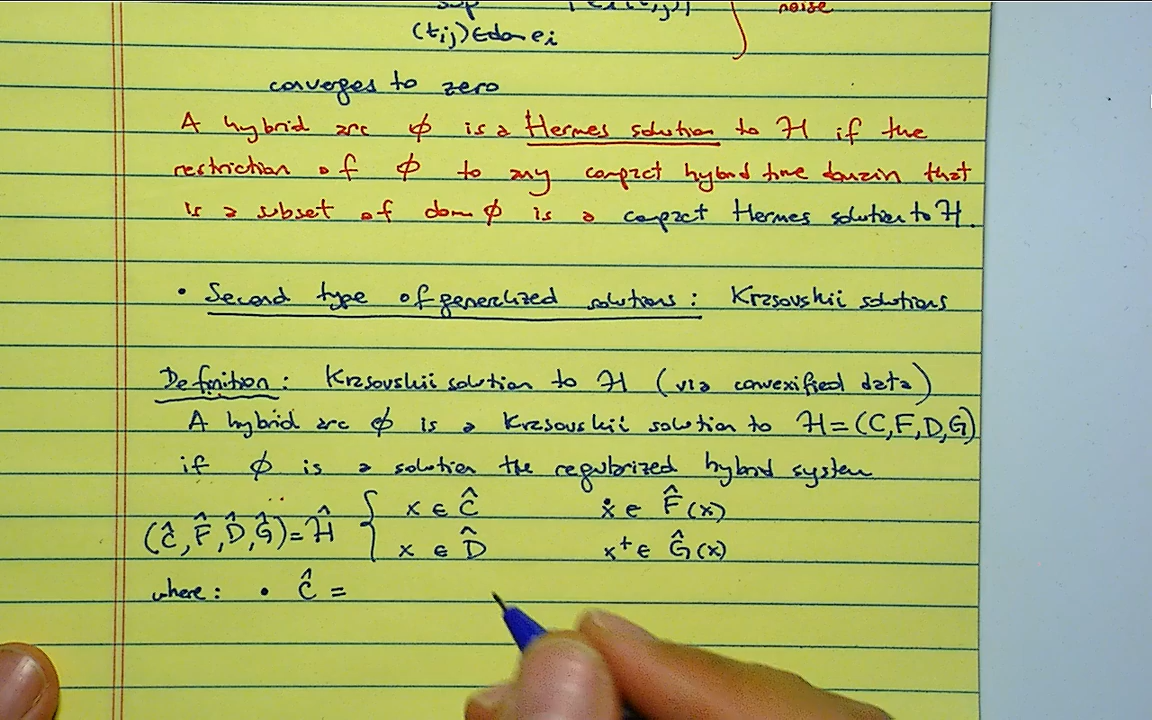 sup
noise
(t,j)∈dom ei
converges to zero
A hybrid arc ϕ is a Hermes solution to H if the
restriction of ϕ to any compact hybrid time domain that
is a subset of dom ϕ is a compact Hermes solution to H.
• Second type of generalized solutions: Krasovskii solutions
Definition: Krasovskii solution to H (via convexified data)
A hybrid arc ϕ is a Krasovskii solution to H=(C,F,D,G)
if ϕ is a solution the regularized hybrid system
x ∈ Ĉ ẋ ∈ F̂(x)
(Ĉ,F̂,D̂,Ĝ)=Ĥ {
x ∈ D̂ x⁺∈ Ĝ(x)
where: • Ĉ =